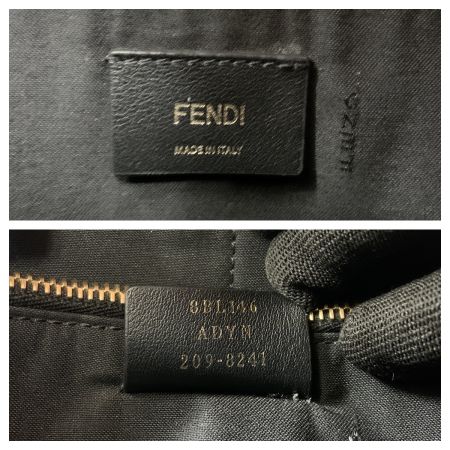 FENDI
MADE IN ITALY
8BL146
ADYN
209-8241